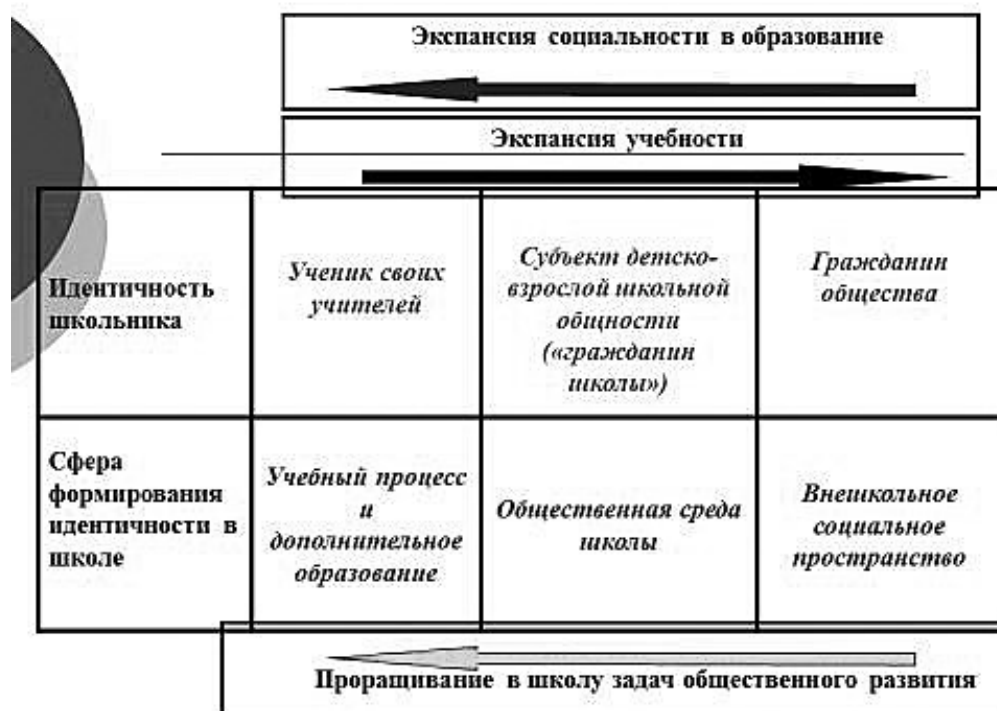 Экспансия социальности в образование
Экспансия учебности
Идентичность
школьника
Ученик своих
учителей
Субъект детско-
взрослой школьной
общности
(«гражданин
школы»)
Гражданин
общества
Сфера
формирования
идентичности в
школе
Учебный процесс
и
дополнительное
образование
Общественная среда
школы
Внешкольное
социальное
пространство
Проращивание в школу задач общественного развития